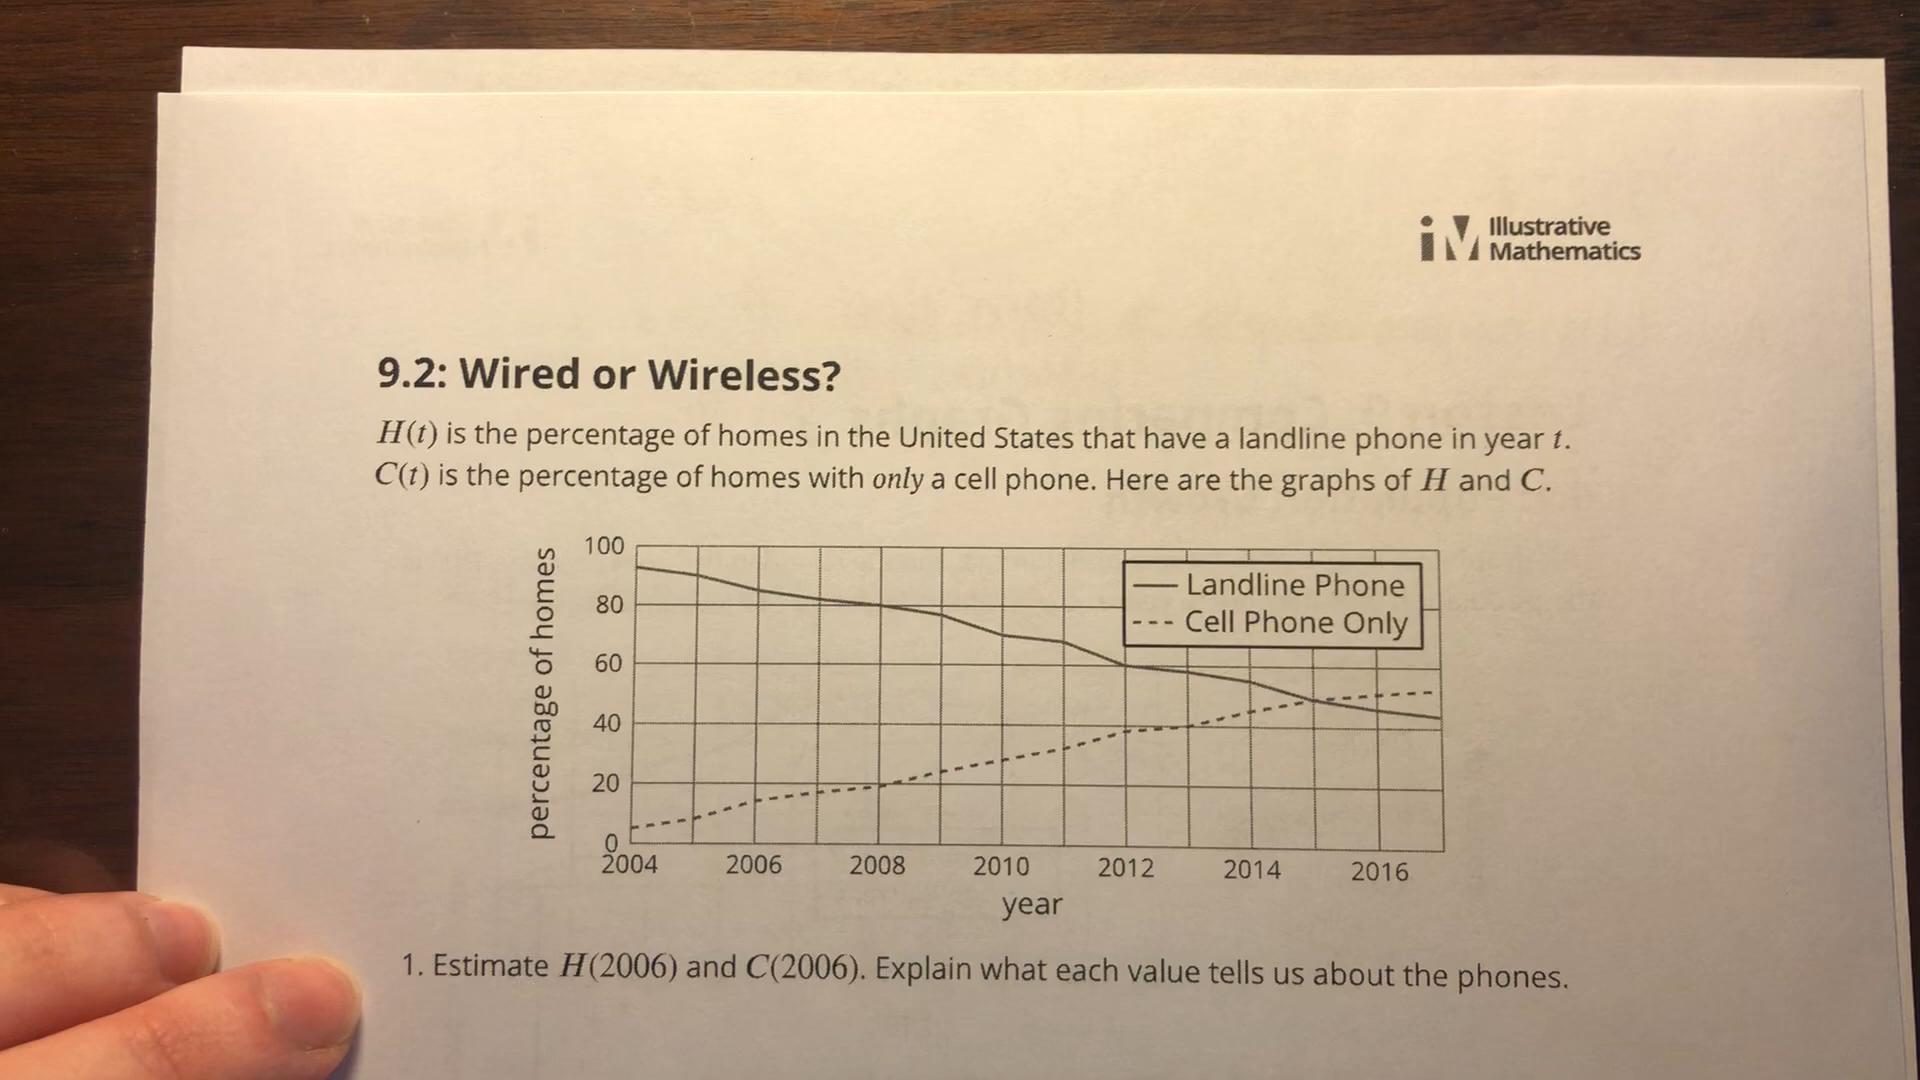 Illustrative
Mathematics
9.2: Wired or Wireless?
H(t) is the percentage of homes in the United States that have a landline phone in year t.
C(t) is the percentage of homes with only a cell phone. Here are the graphs of H and C.
percentage of homes
100
80
60
40
20
0
Landline Phone
Cell Phone Only
2004 2006 2008 2010 2012 2014 2016
year
1. Estimate H(2006) and C(2006). Explain what each value tells us about the phones.